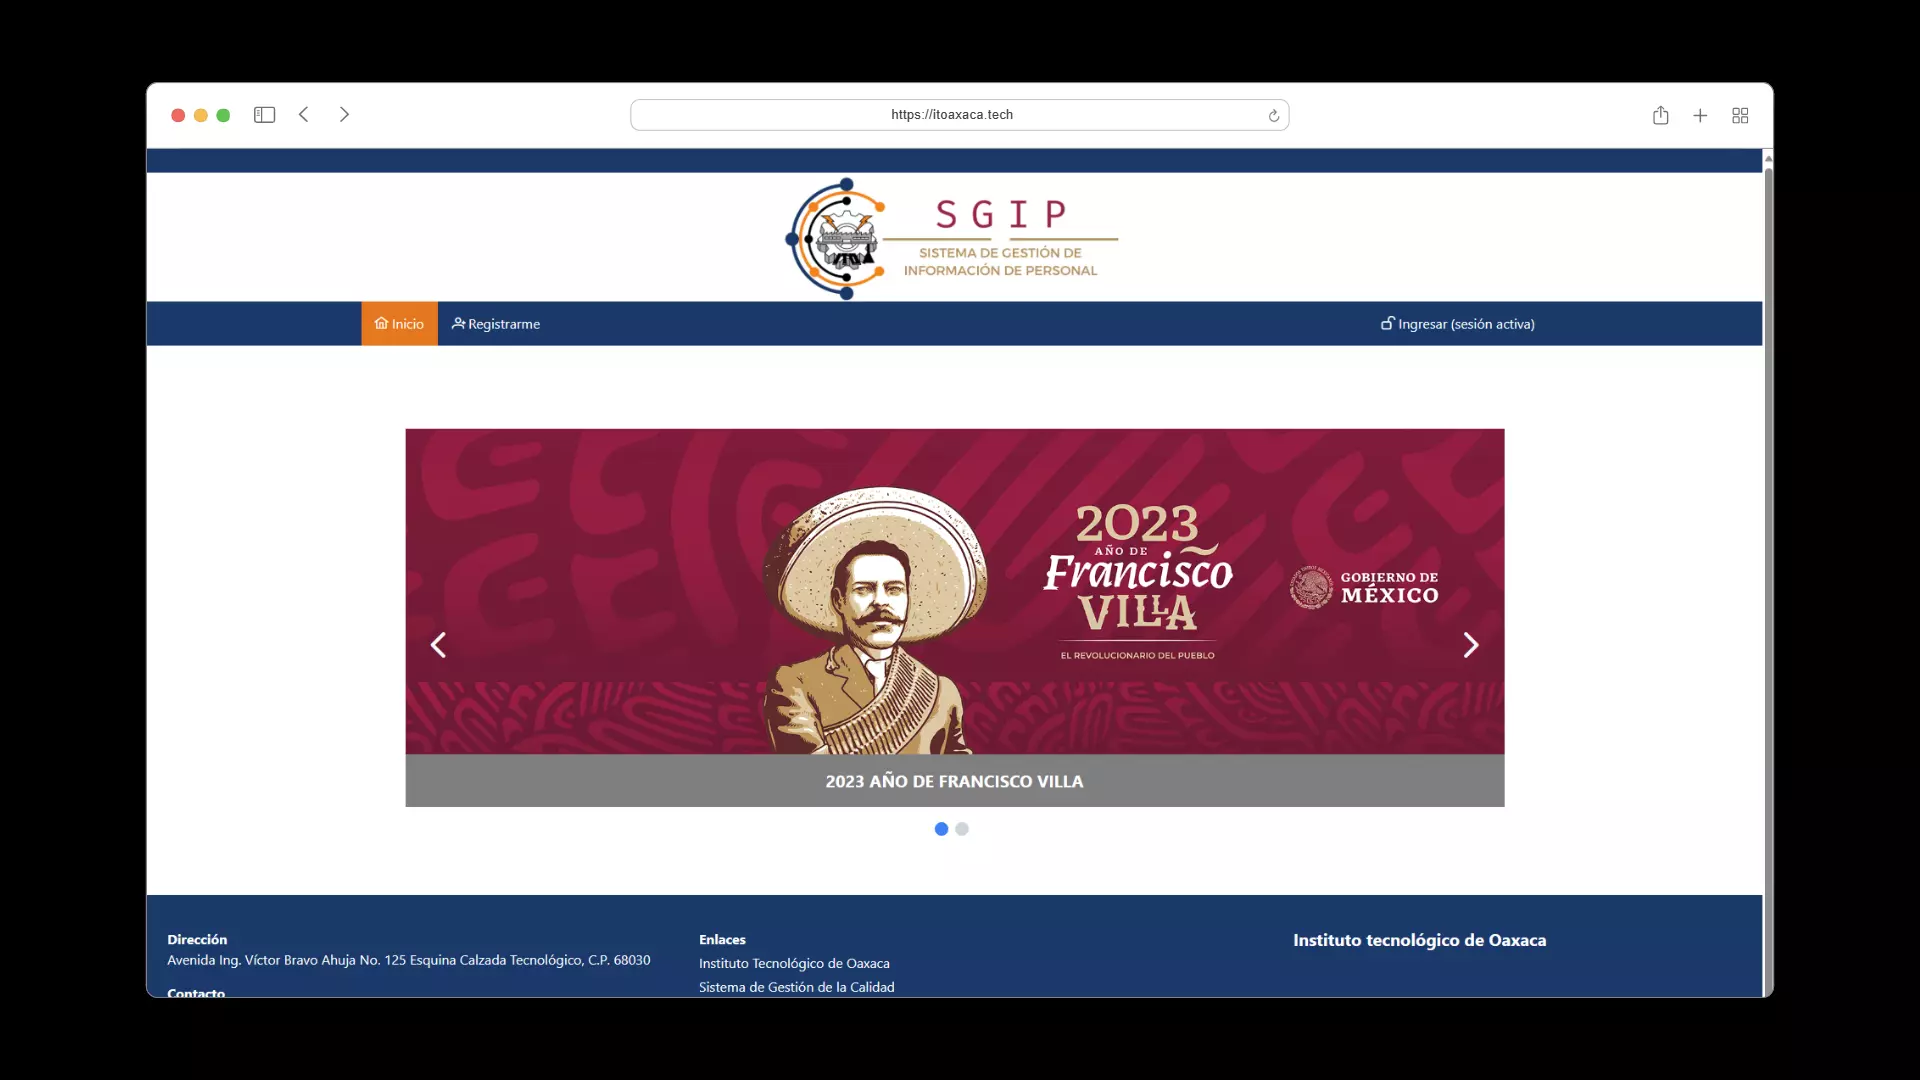 https://itoaxaca.tech
ITO
SGIP
SISTEMA DE GESTIÓN DE
INFORMACIÓN DE PERSONAL
Inicio
Registrarme
Ingresar (sesión activa)
2023
AÑO DE
Francisco
VILLA
EL REVOLUCIONARIO DEL PUEBLO
GOBIERNO DE
MÉXICO
2023 AÑO DE FRANCISCO VILLA
Dirección
Avenida Ing. Víctor Bravo Ahuja No. 125 Esquina Calzada Tecnológico, C.P. 68030
Contacto
Enlaces
Instituto Tecnológico de Oaxaca
Sistema de Gestión de la Calidad
Instituto tecnológico de Oaxaca